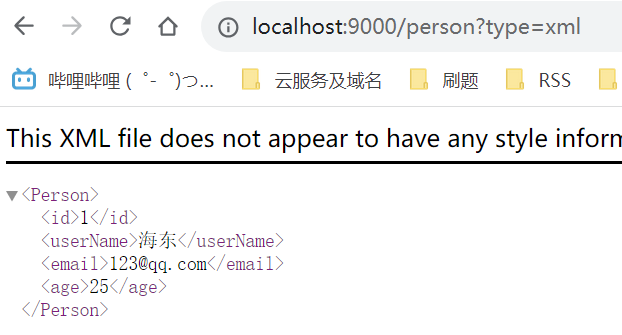 localhost:9000/person?type=xml
哔哩哔哩 (゜-゜)つ... 云服务及域名 刷题 RSS
This XML file does not appear to have any style inform
<Person>
<id>1</id>
<userName>海东</userName>
<email>123@qq.com</email>
<age>25</age>
</Person>